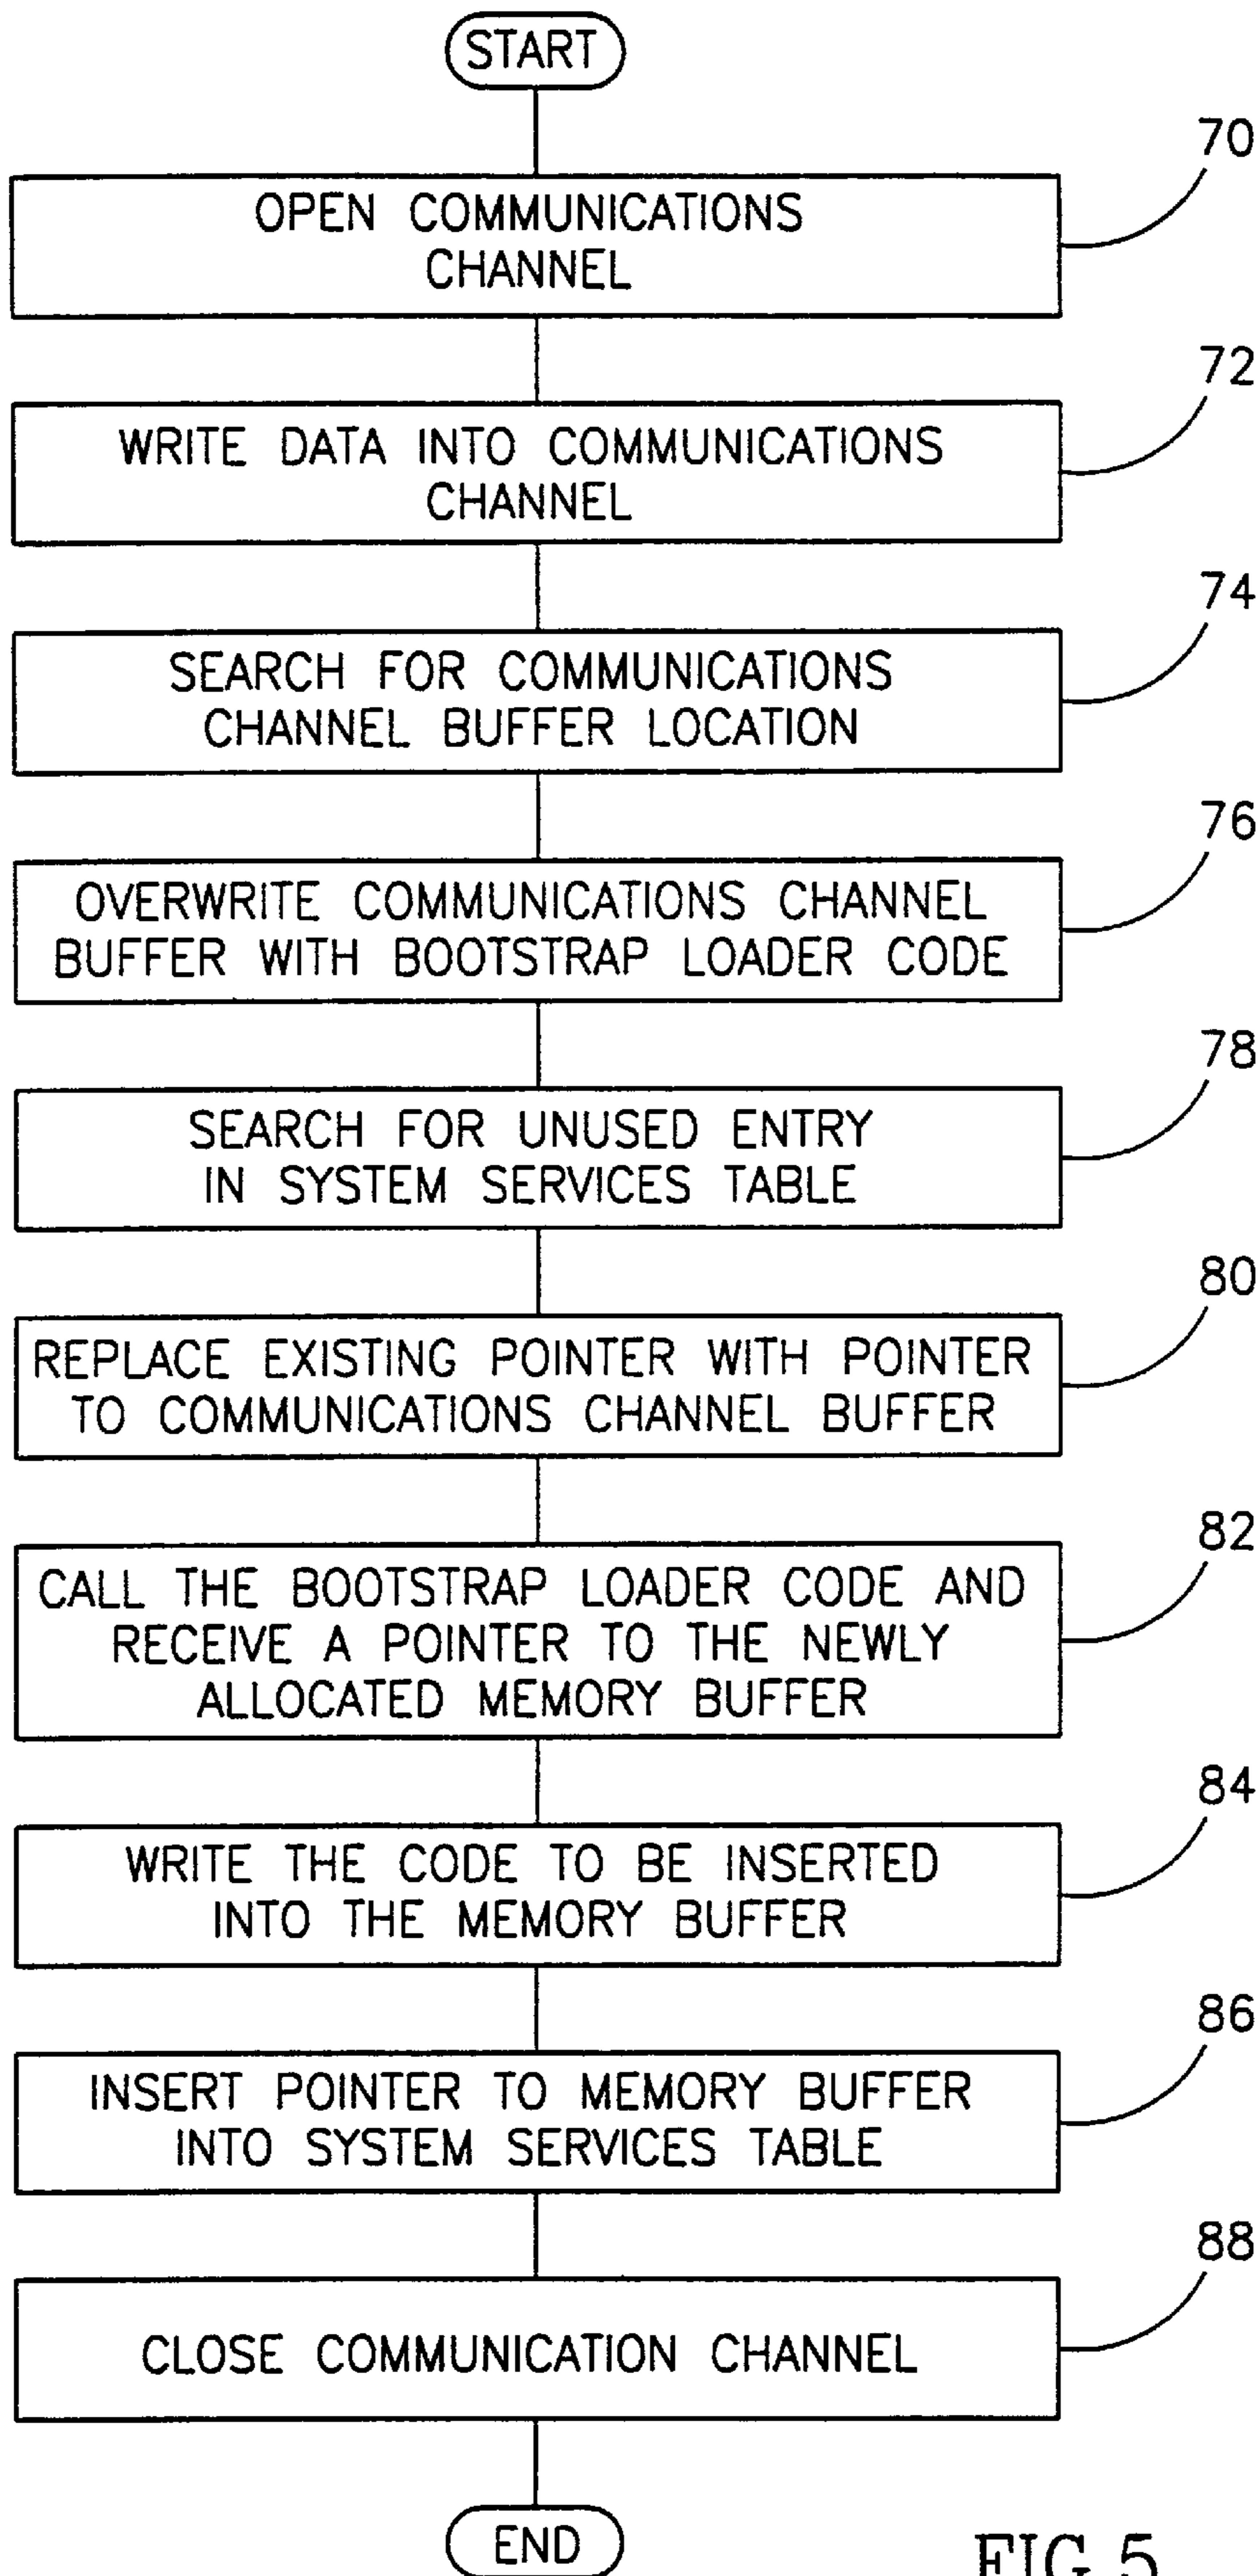 START
70
OPEN COMMUNICATIONS
CHANNEL
72
WRITE DATA INTO COMMUNICATIONS
CHANNEL
74
SEARCH FOR COMMUNICATIONS
CHANNEL BUFFER LOCATION
76
OVERWRITE COMMUNICATIONS CHANNEL
BUFFER WITH BOOTSTRAP LOADER CODE
78
SEARCH FOR UNUSED ENTRY
IN SYSTEM SERVICES TABLE
80
REPLACE EXISTING POINTER WITH POINTER
TO COMMUNICATIONS CHANNEL BUFFER
82
CALL THE BOOTSTRAP LOADER CODE AND
RECEIVE A POINTER TO THE NEWLY
ALLOCATED MEMORY BUFFER
84
WRITE THE CODE TO BE INSERTED
INTO THE MEMORY BUFFER
86
INSERT POINTER TO MEMORY BUFFER
INTO SYSTEM SERVICES TABLE
88
CLOSE COMMUNICATION CHANNEL
END
FIG.5